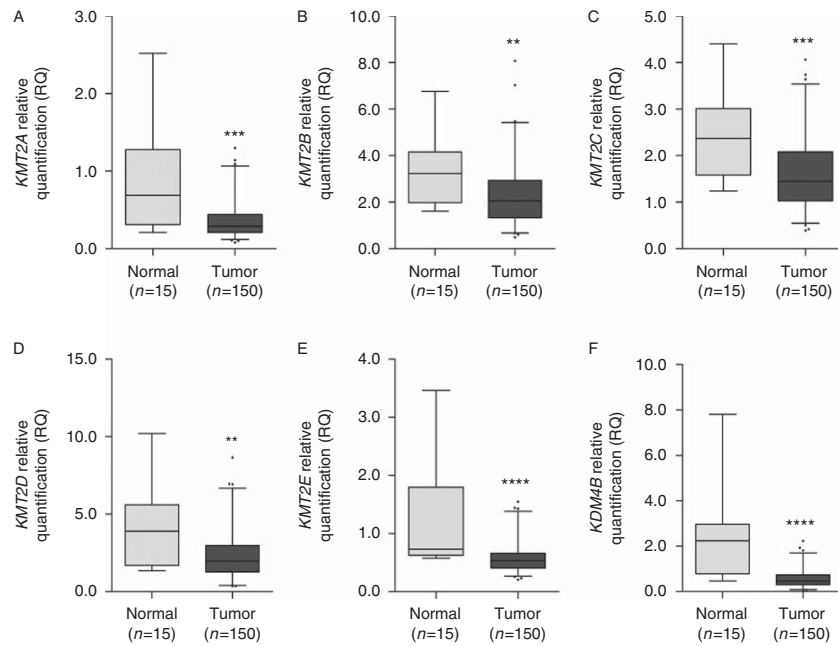 A
KMT2A relative
quantification (RQ)
3.0
2.0
1.0
0.0
***
Normal
(n=15)
Tumor
(n=150)
B
KMT2B relative
quantification (RQ)
10.0
8.0
6.0
4.0
2.0
0.0
**
Normal
(n=15)
Tumor
(n=150)
C
KMT2C relative
quantification (RQ)
5.0
4.0
3.0
2.0
1.0
0.0
***
Normal
(n=15)
Tumor
(n=150)
D
KMT2D relative
quantification (RQ)
15.0
10.0
5.0
0.0
**
Normal
(n=15)
Tumor
(n=150)
E
KMT2E relative
quantification (RQ)
4.0
3.0
2.0
1.0
0.0
****
Normal
(n=15)
Tumor
(n=150)
F
KDM4B relative
quantification (RQ)
10.0
8.0
6.0
4.0
2.0
0.0
****
Normal
(n=15)
Tumor
(n=150)